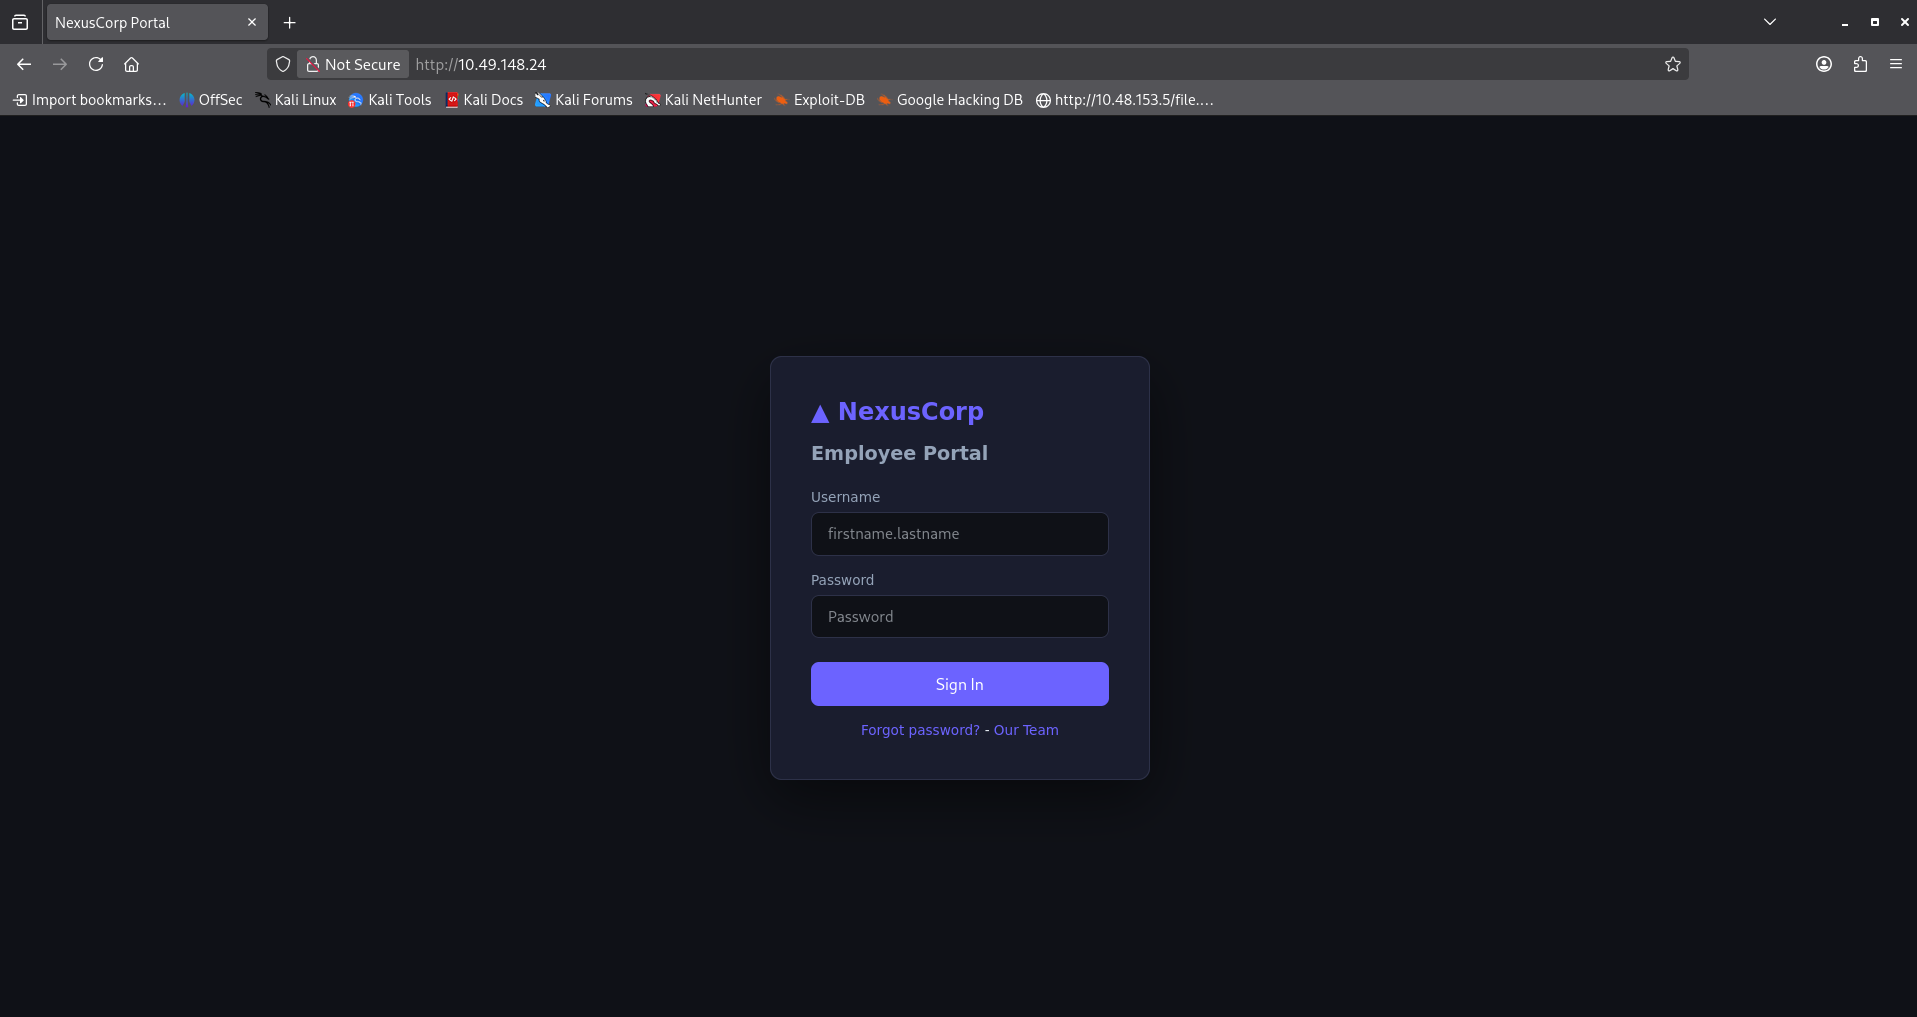 NexusCorp Portal
Not Secure http://10.49.148.24
Import bookmarks... OffSec Kali Linux Kali Tools Kali Docs Kali Forums Kali NetHunter Exploit-DB Google Hacking DB http://10.48.153.5/file....
▲ NexusCorp
Employee Portal
Username
firstname.lastname
Password
Password
Sign In
Forgot password? - Our Team